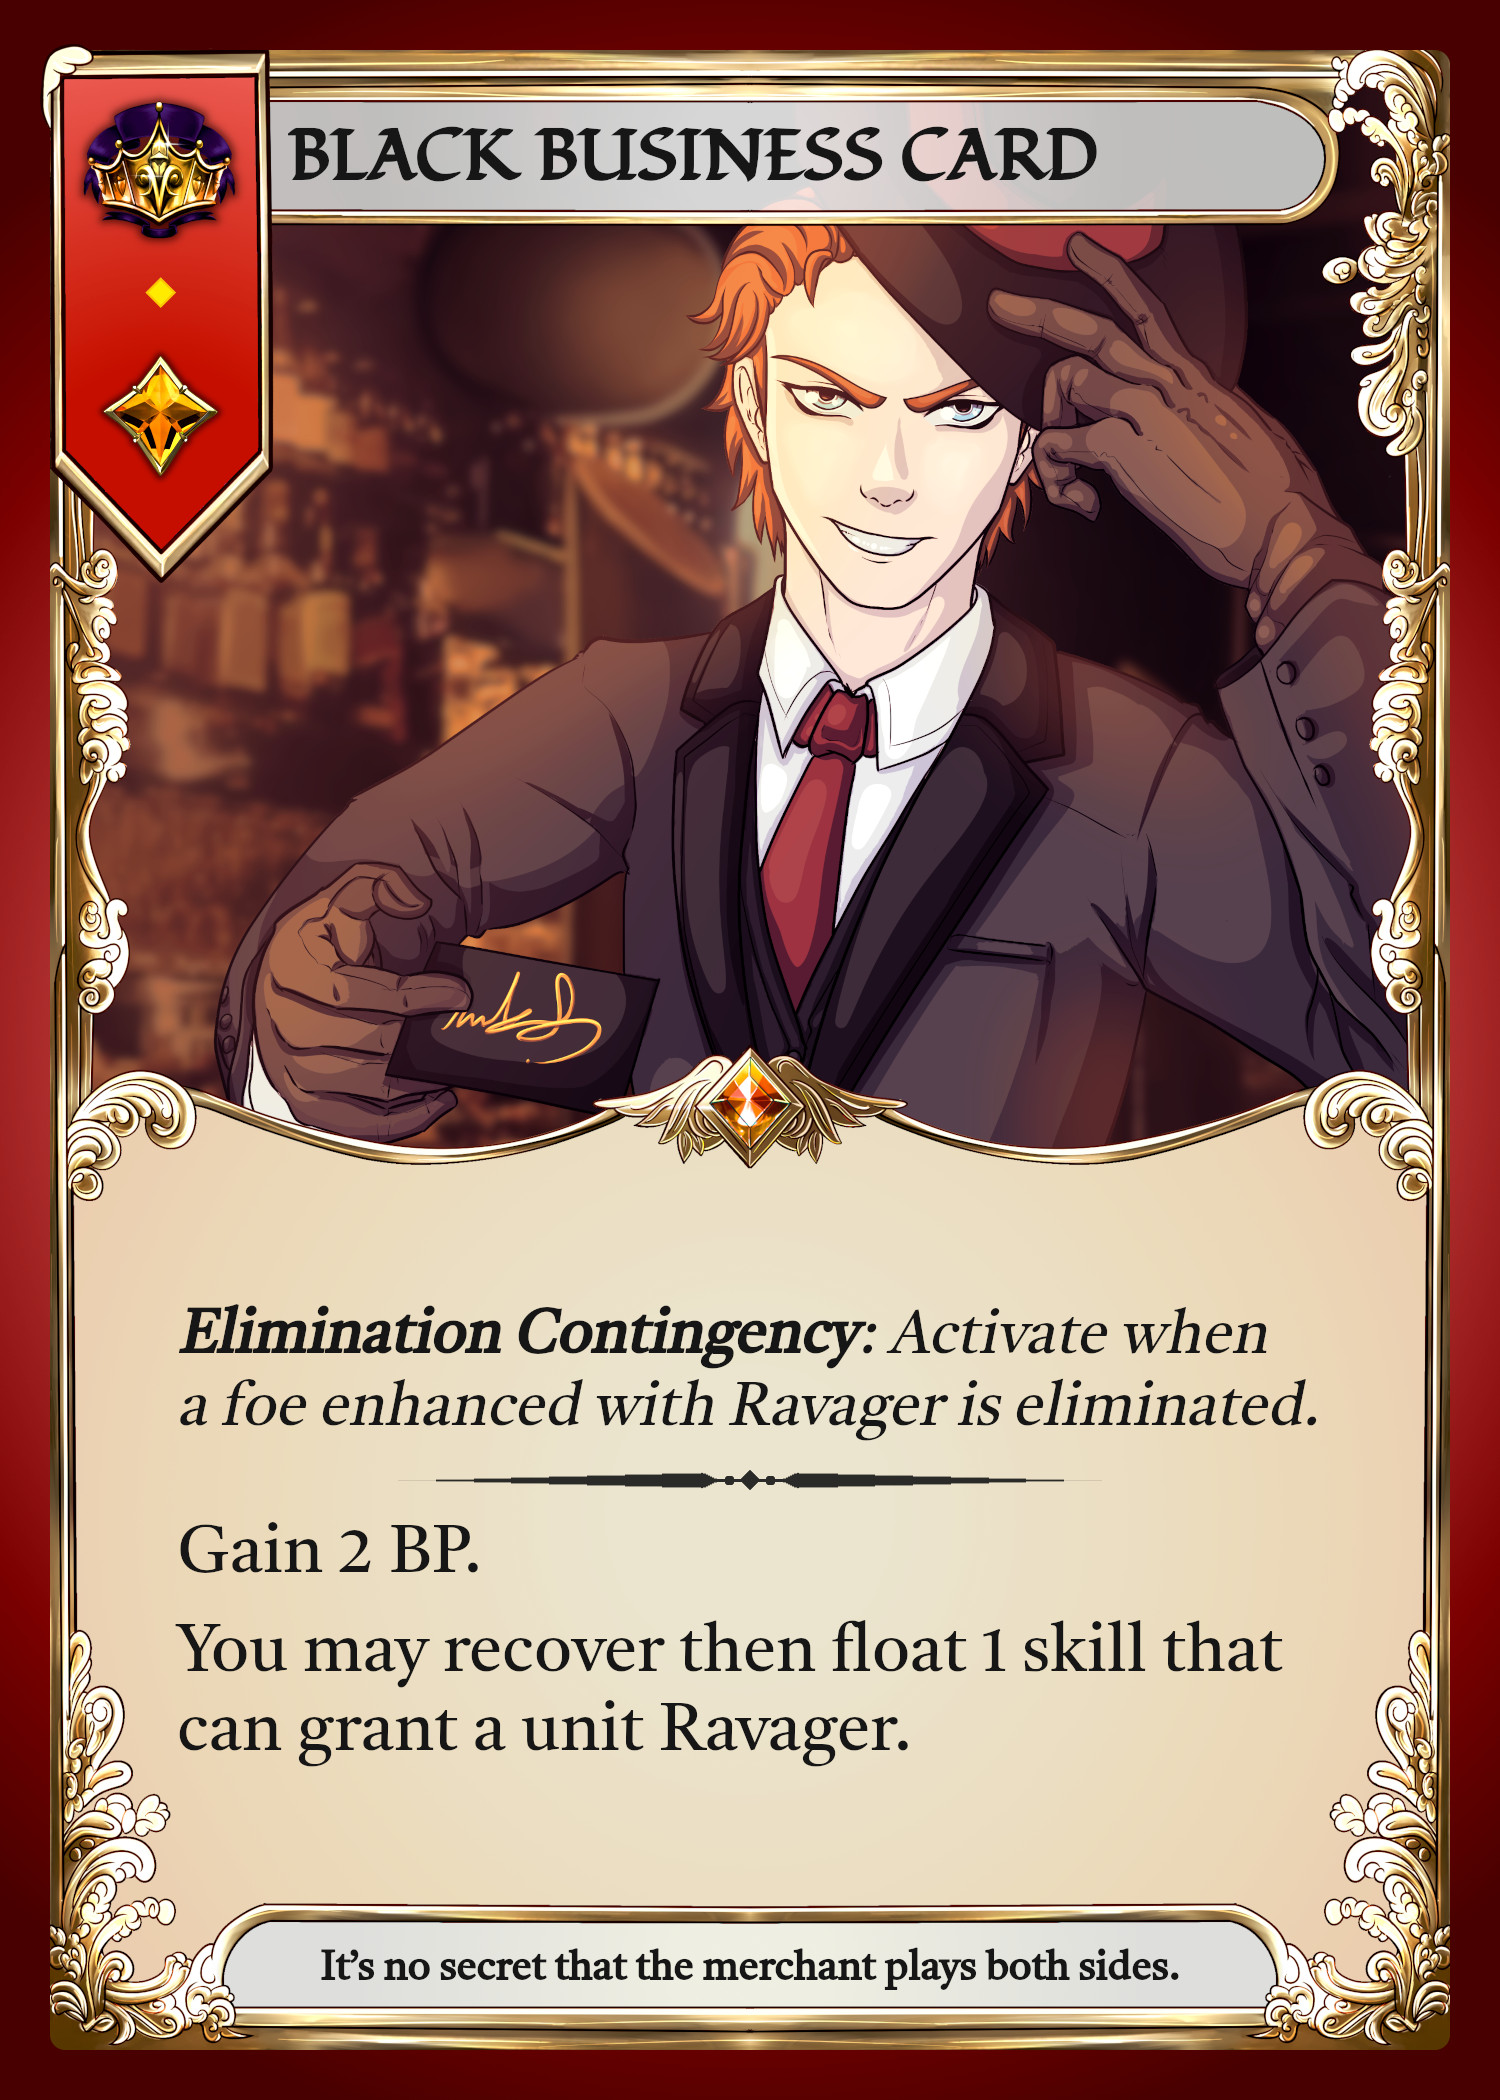 BLACK BUSINESS CARD
Elimination Contingency: Activate when
a foe enhanced with Ravager is eliminated.
Gain 2 BP.
You may recover then float 1 skill that
can grant a unit Ravager.
It's no secret that the merchant plays both sides.